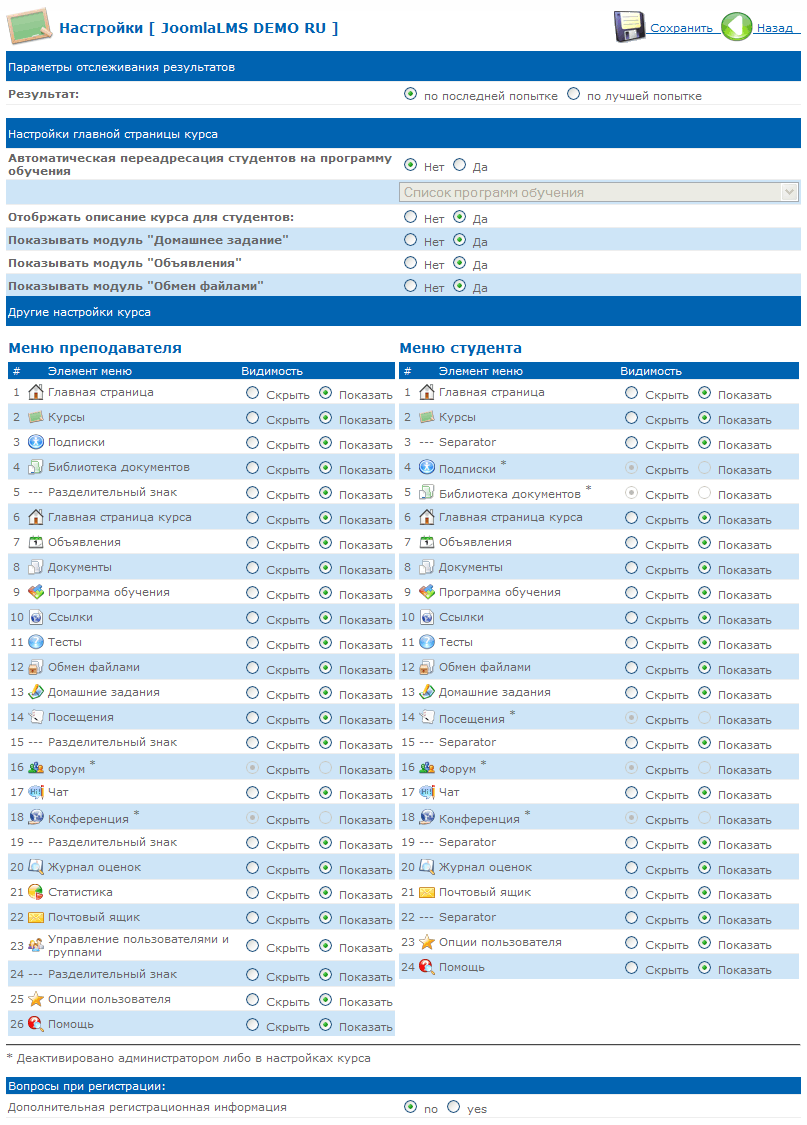 Настройки [ JoomlaLMS DEMO RU ]
Сохранить Назад
Параметры отслеживания результатов
Результат: по последней попытке по лучшей попытке
Настройки главной страницы курса
Автоматическая переадресация студентов на программу
обучения Нет Да
Список программ обучения
Отобржать описание курса для студентов: Нет Да
Показывать модуль "Домашнее задание" Нет Да
Показывать модуль "Объявления" Нет Да
Показывать модуль "Обмен файлами" Нет Да
Другие настройки курса
Меню преподавателя
# Элемент меню Видимость
1 Главная страница Скрыть Показать
2 Курсы Скрыть Показать
3 Подписки Скрыть Показать
4 Библиотека документов Скрыть Показать
5 --- Разделительный знак Скрыть Показать
6 Главная страница курса Скрыть Показать
7 Объявления Скрыть Показать
8 Документы Скрыть Показать
9 Программа обучения Скрыть Показать
10 Ссылки Скрыть Показать
11 Тесты Скрыть Показать
12 Обмен файлами Скрыть Показать
13 Домашние задания Скрыть Показать
14 Посещения Скрыть Показать
15 --- Разделительный знак Скрыть Показать
16 Форум * Скрыть Показать
17 Чат Скрыть Показать
18 Конференция * Скрыть Показать
19 --- Разделительный знак Скрыть Показать
20 Журнал оценок Скрыть Показать
21 Статистика Скрыть Показать
22 Почтовый ящик Скрыть Показать
23 Управление пользователями и
группами Скрыть Показать
24 --- Разделительный знак Скрыть Показать
25 Опции пользователя Скрыть Показать
26 Помощь Скрыть Показать
Меню студента
# Элемент меню Видимость
1 Главная страница Скрыть Показать
2 Курсы Скрыть Показать
3 --- Separator Скрыть Показать
4 Подписки * Скрыть Показать
5 Библиотека документов * Скрыть Показать
6 Главная страница курса Скрыть Показать
7 Объявления Скрыть Показать
8 Документы Скрыть Показать
9 Программа обучения Скрыть Показать
10 Ссылки Скрыть Показать
11 Тесты Скрыть Показать
12 Обмен файлами Скрыть Показать
13 Домашние задания Скрыть Показать
14 Посещения * Скрыть Показать
15 --- Separator Скрыть Показать
16 Форум * Скрыть Показать
17 Чат Скрыть Показать
18 Конференция * Скрыть Показать
19 --- Separator Скрыть Показать
20 Журнал оценок Скрыть Показать
21 Почтовый ящик Скрыть Показать
22 --- Separator Скрыть Показать
23 Опции пользователя Скрыть Показать
24 Помощь Скрыть Показать
* Деактивировано администратором либо в настройках курса
Вопросы при регистрации:
Дополнительная регистрационная информация no yes